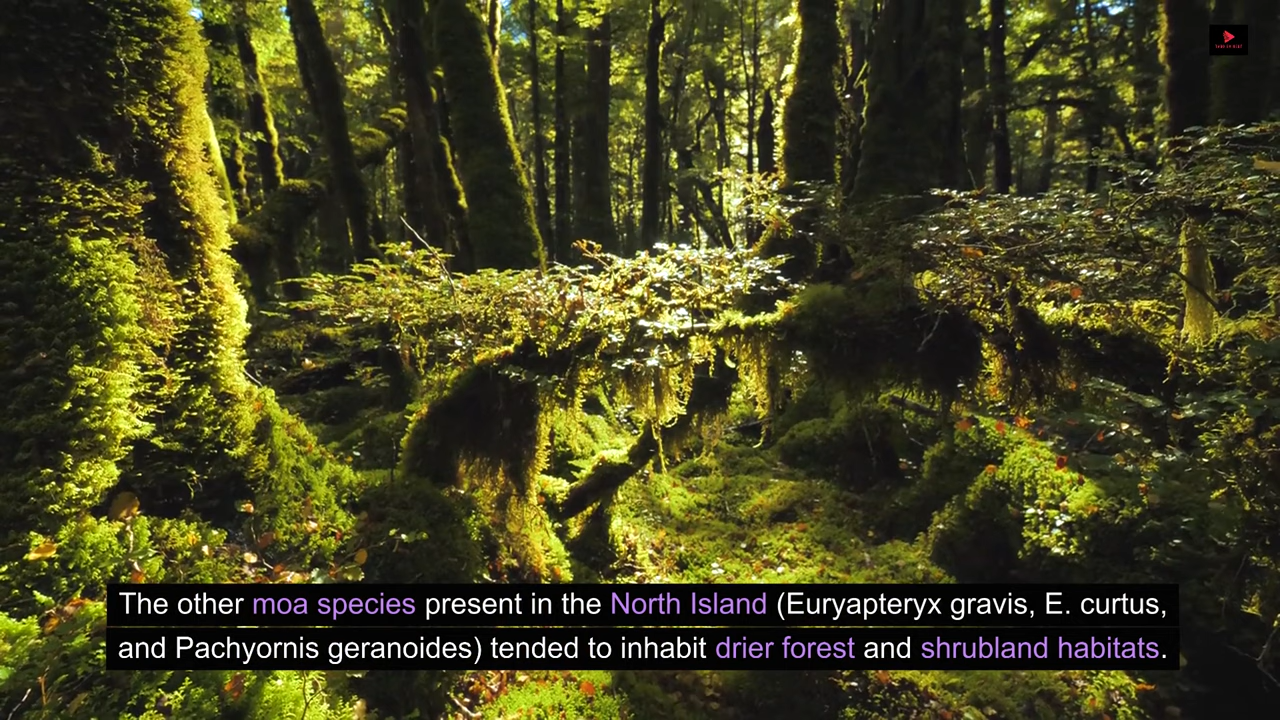 The other moa species present in the North Island (Euryapteryx gravis, E. curtus,
and Pachyornis geranoides) tended to inhabit drier forest and shrubland habitats.